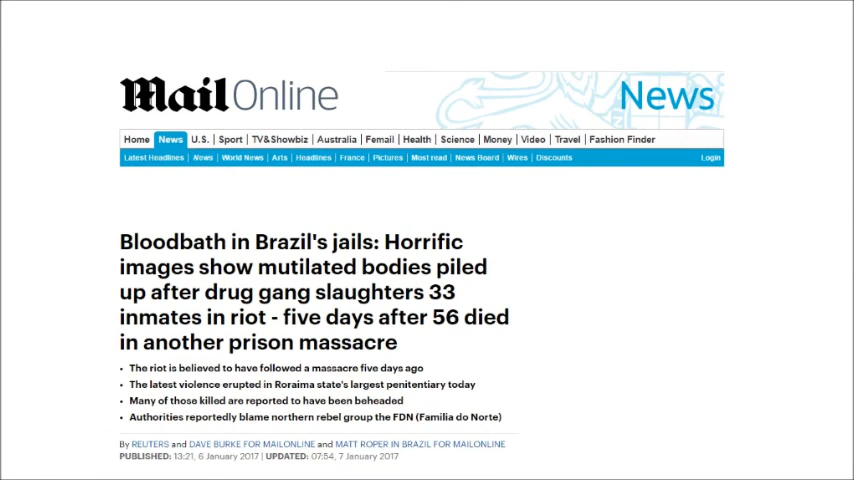 Mail Online
News
Home | News | U.S. | Sport | TV&Showbiz | Australia | Femail | Health | Science | Money | Video | Travel | Fashion Finder
Latest Headlines | News | World News | Arts | Headlines | France | Pictures | Most read | News Board | Wires | Discounts
Login
Bloodbath in Brazil's jails: Horrific
images show mutilated bodies piled
up after drug gang slaughters 33
inmates in riot - five days after 56 died
in another prison massacre
• The riot is believed to have followed a massacre five days ago
• The latest violence erupted in Roraima state's largest penitentiary today
• Many of those killed are reported to have been beheaded
• Authorities reportedly blame northern rebel group the FDN (Familia do Norte)
By REUTERS and DAVE BURKE FOR MAILONLINE and MATT ROPER IN BRAZIL FOR MAILONLINE
PUBLISHED: 13:21, 6 January 2017 | UPDATED: 07:54, 7 January 2017